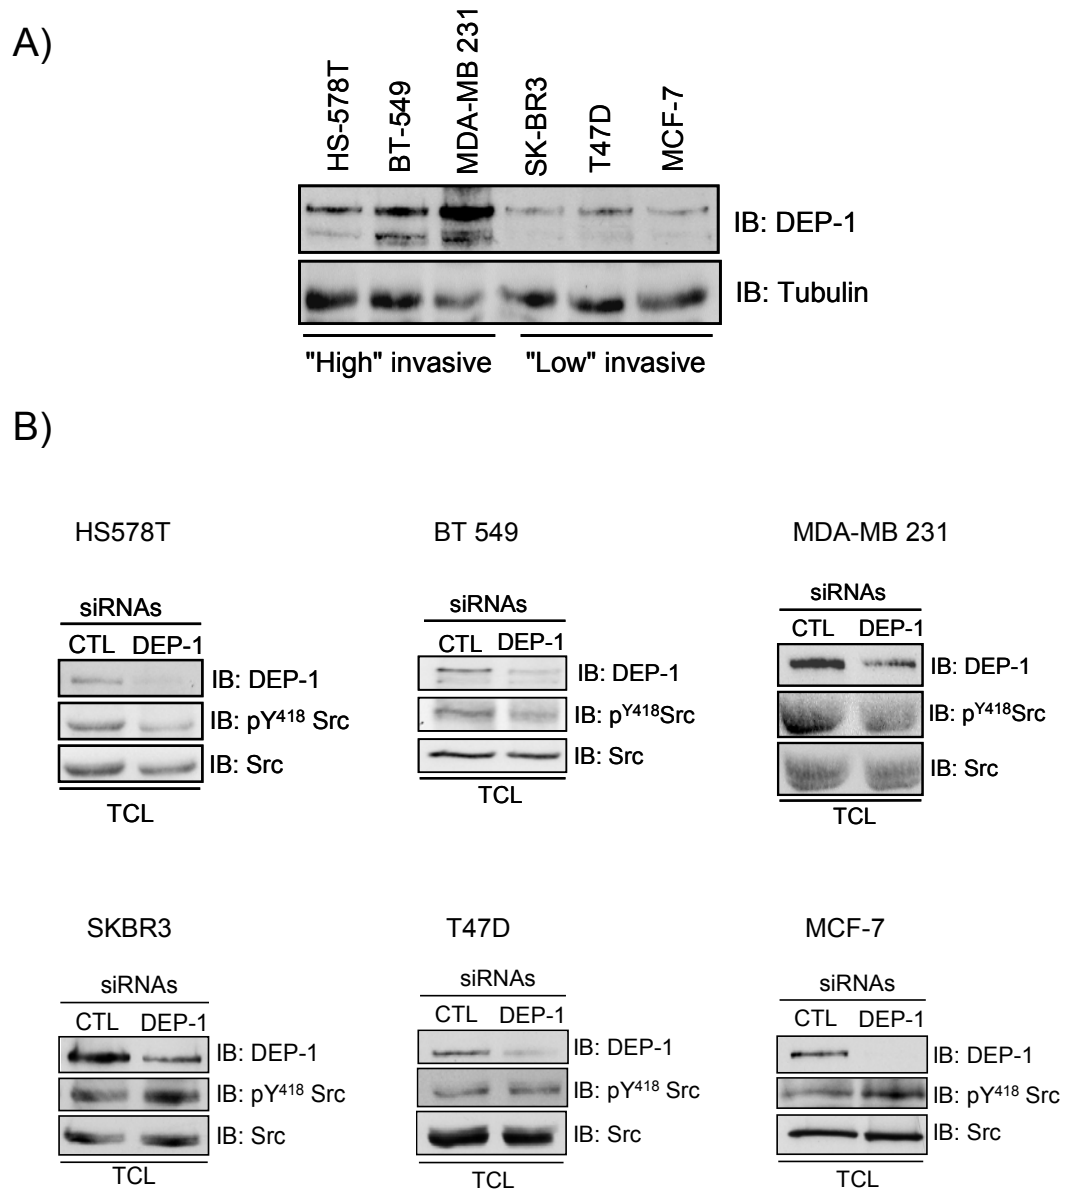 A)
HS-578T
BT-549
MDA-MB 231
SK-BR3
T47D
MCF-7
IB: DEP-1
IB: Tubulin
"High" invasive
"Low" invasive
B)
HS578T
siRNAs
CTL DEP-1
IB: DEP-1
IB: pY418 Src
IB: Src
TCL
BT 549
siRNAs
CTL DEP-1
IB: DEP-1
IB: pY418Src
IB: Src
TCL
MDA-MB 231
siRNAs
CTL DEP-1
IB: DEP-1
IB: pY418Src
IB: Src
TCL
SKBR3
siRNAs
CTL DEP-1
IB: DEP-1
IB: pY418 Src
IB: Src
TCL
T47D
siRNAs
CTL DEP-1
IB: DEP-1
IB: pY418 Src
IB: Src
TCL
MCF-7
siRNAs
CTL DEP-1
IB: DEP-1
IB: pY418 Src
IB: Src
TCL